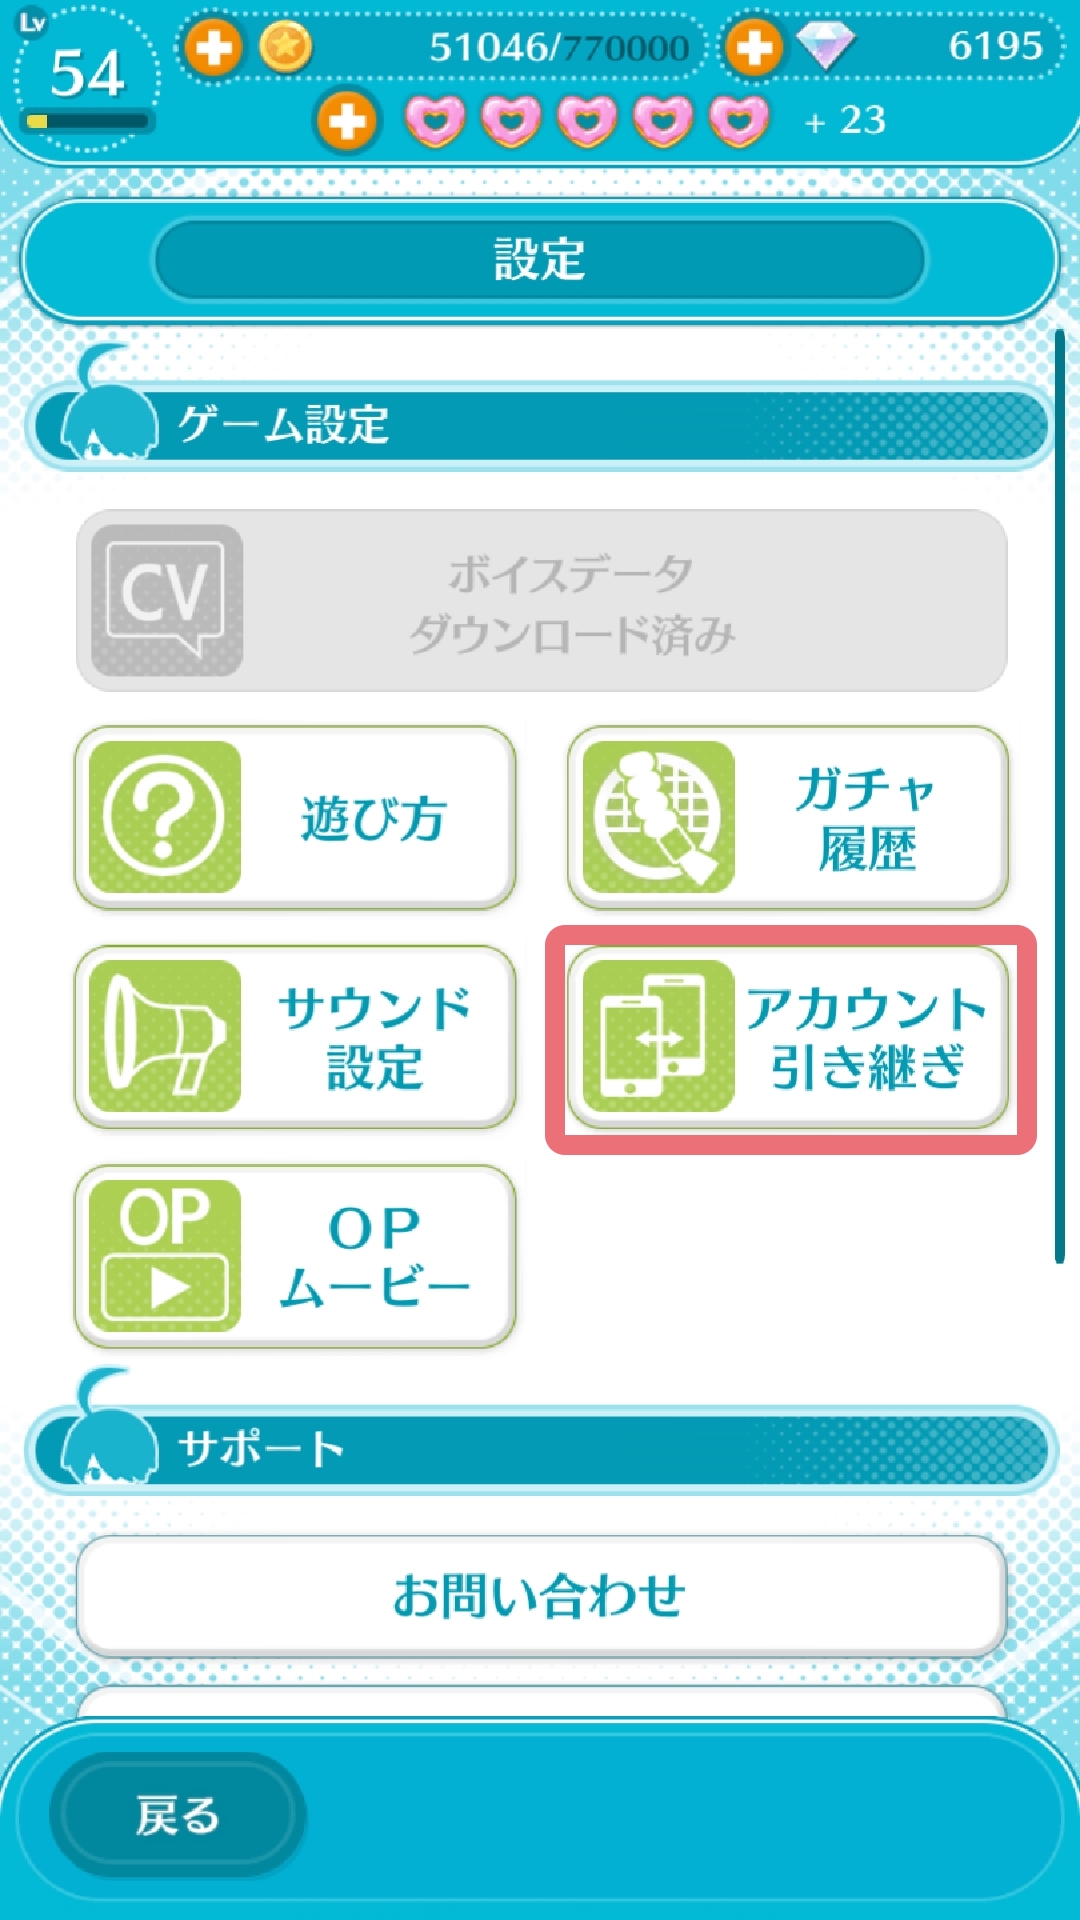 Lv
54
51046/770000
6195
+ 23
設定
ゲーム設定
CV
ボイスデータ
ダウンロード済み
?
遊び方
ガチャ
履歴
サウンド
設定
アカウント
引き継ぎ
OP
OP
ムービー
サポート
お問い合わせ
戻る